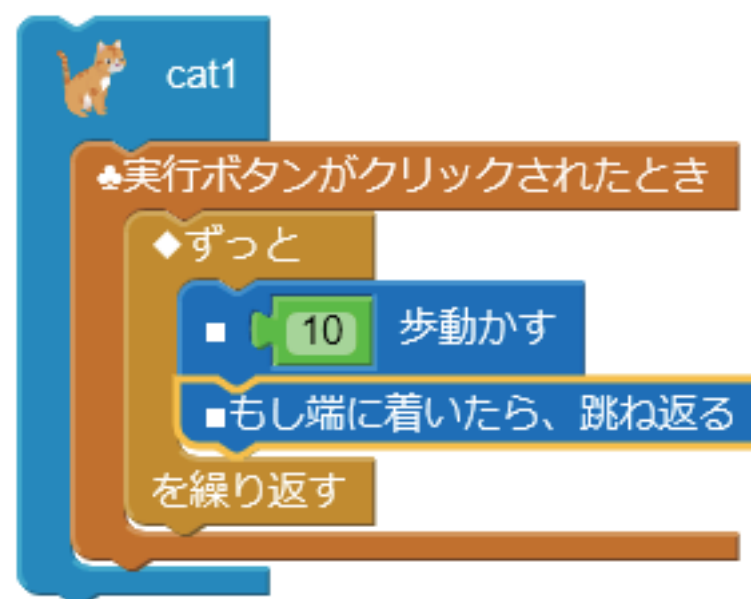 cat1
♣実行ボタンがクリックされたとき
◆ずっと
■ 10 歩動かす
■もし端に着いたら、跳ね返る
を繰り返す